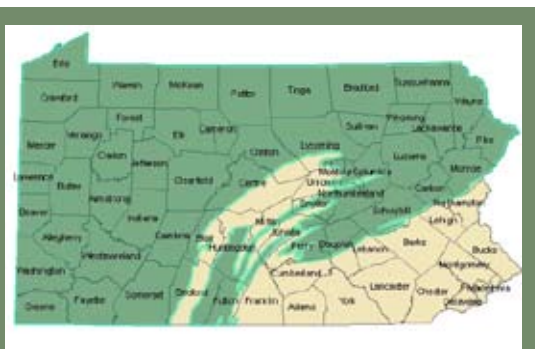 Erie
Warren
McKean
Potter
Tioga
Bradford
Susquehanna
Crawford
Wayne
Forest
Wyoming
Venango
Elk
Cameron
Sullivan
Lackawanna
Mercer
Clarion
Jefferson
Clinton
Lycoming
Pike
Lawrence
Butler
Clearfield
Centre
Union
Montour
Columbia
Luzerne
Monroe
Armstrong
Northumberland
Carbon
Beaver
Indiana
Snyder
Schuylkill
Northampton
Lehigh
Allegheny
Cambria
Blair
Mifflin
Juniata
Huntingdon
Perry
Dauphin
Lebanon
Berks
Bucks
Westmoreland
Cumberland
Montgomery
Washington
Lancaster
Chester
Philadelphia
Delaware
Greene
Fayette
Somerset
Bedford
Fulton
Franklin
Adams
York